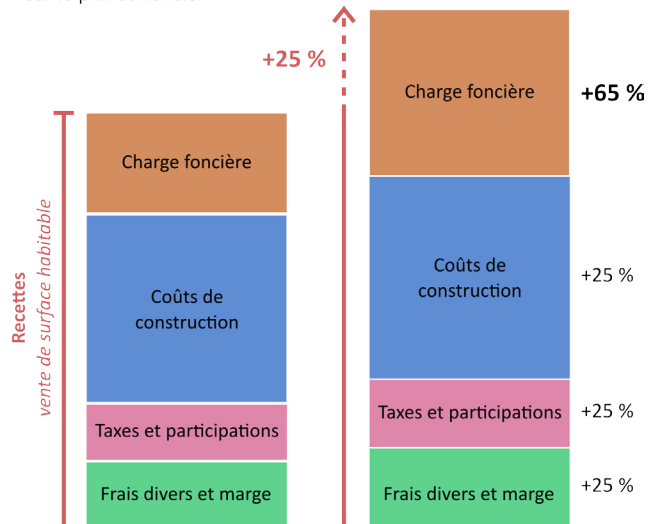 +25 %
Charge foncière
+65 %
Charge foncière
Recettes
vente de surface habitable
Coûts de
construction
Coûts de
construction
+25 %
Taxes et participations
Taxes et participations
+25 %
Frais divers et marge
Frais divers et marge
+25 %